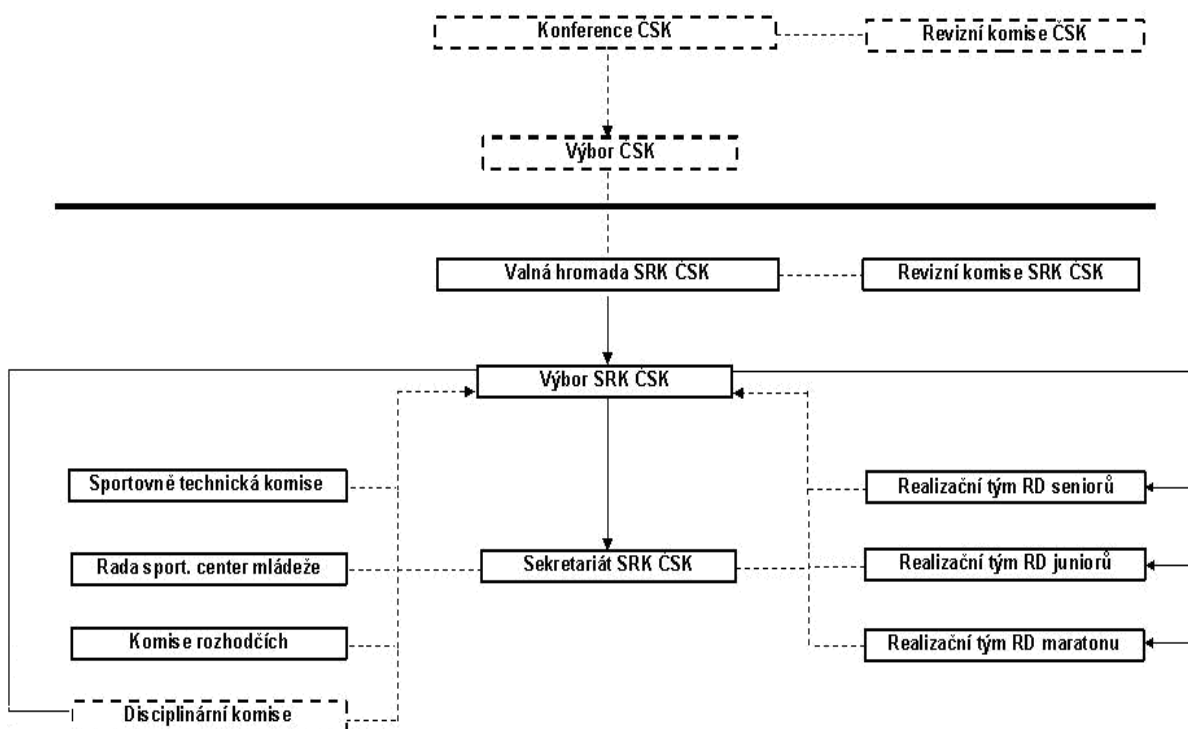 Konference ČSK
Revizní komise ČSK
Výbor ČSK
Valná hromada SRK ČSK
Revizní komise SRK ČSK
Výbor SRK ČSK
Sportovně technická komise
Realizační tým RD seniorů
Rada sport. center mládeže
Sekretariát SRK ČSK
Realizační tým RD juniorů
Komise rozhodčích
Realizační tým RD maratonu
Disciplinární komise